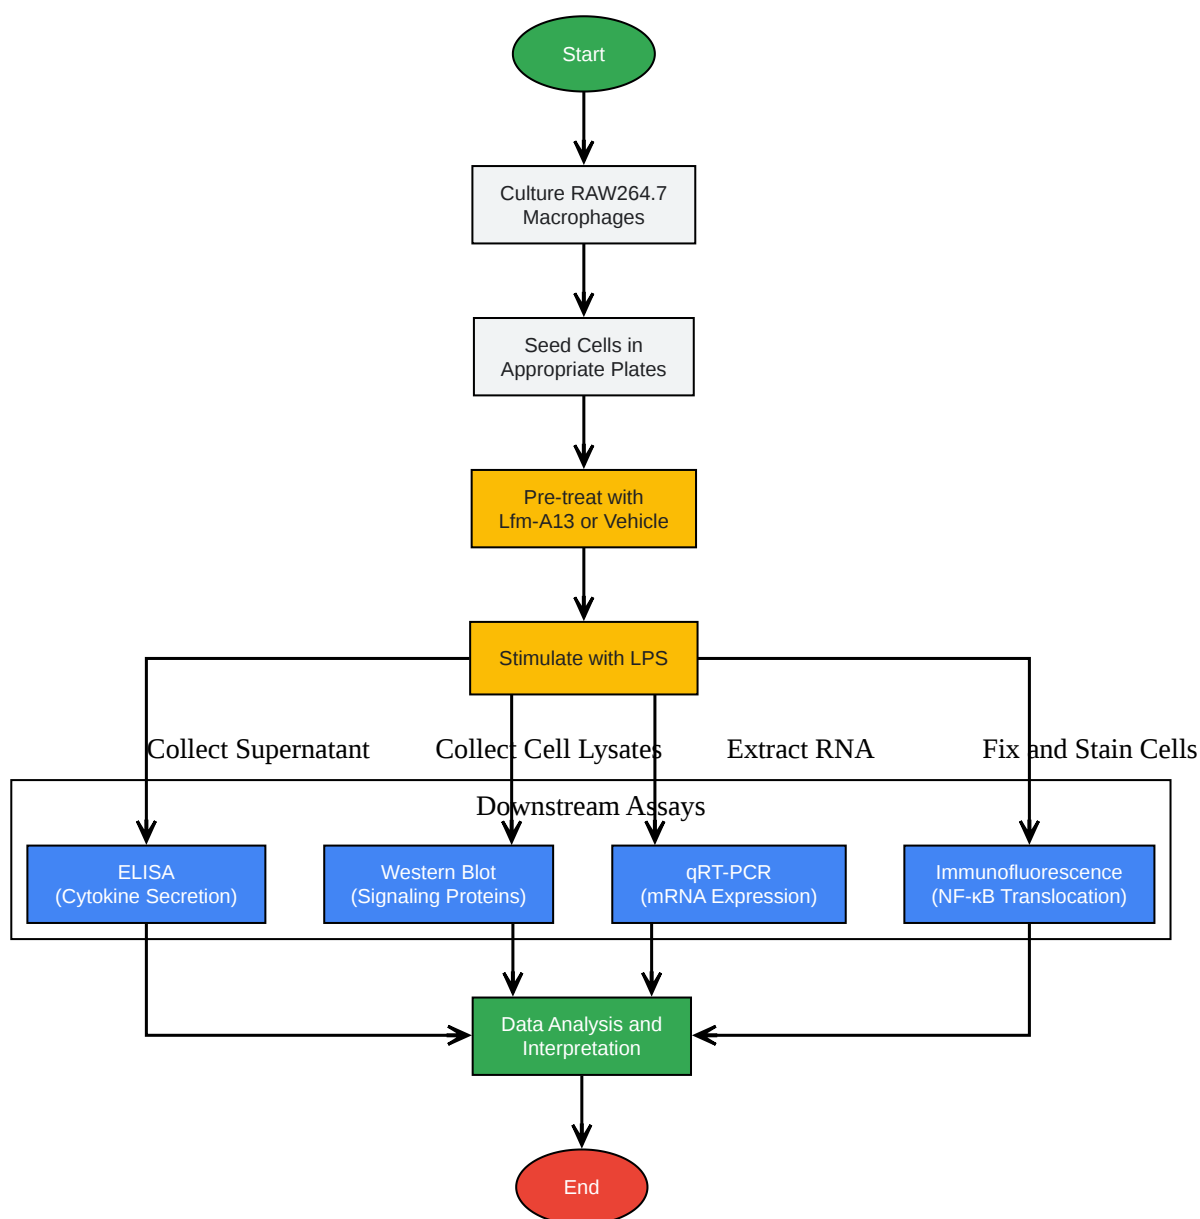 Start
Culture RAW264.7
Macrophages
Seed Cells in
Appropriate Plates
Pre-treat with
Lfm-A13 or Vehicle
Stimulate with LPS
Collect Supernatant
Collect Cell Lysates
Extract RNA
Fix and Stain Cells
Downstream Assays
ELISA
(Cytokine Secretion)
Western Blot
(Signaling Proteins)
qRT-PCR
(mRNA Expression)
Immunofluorescence
(NF-κB Translocation)
Data Analysis and
Interpretation
End